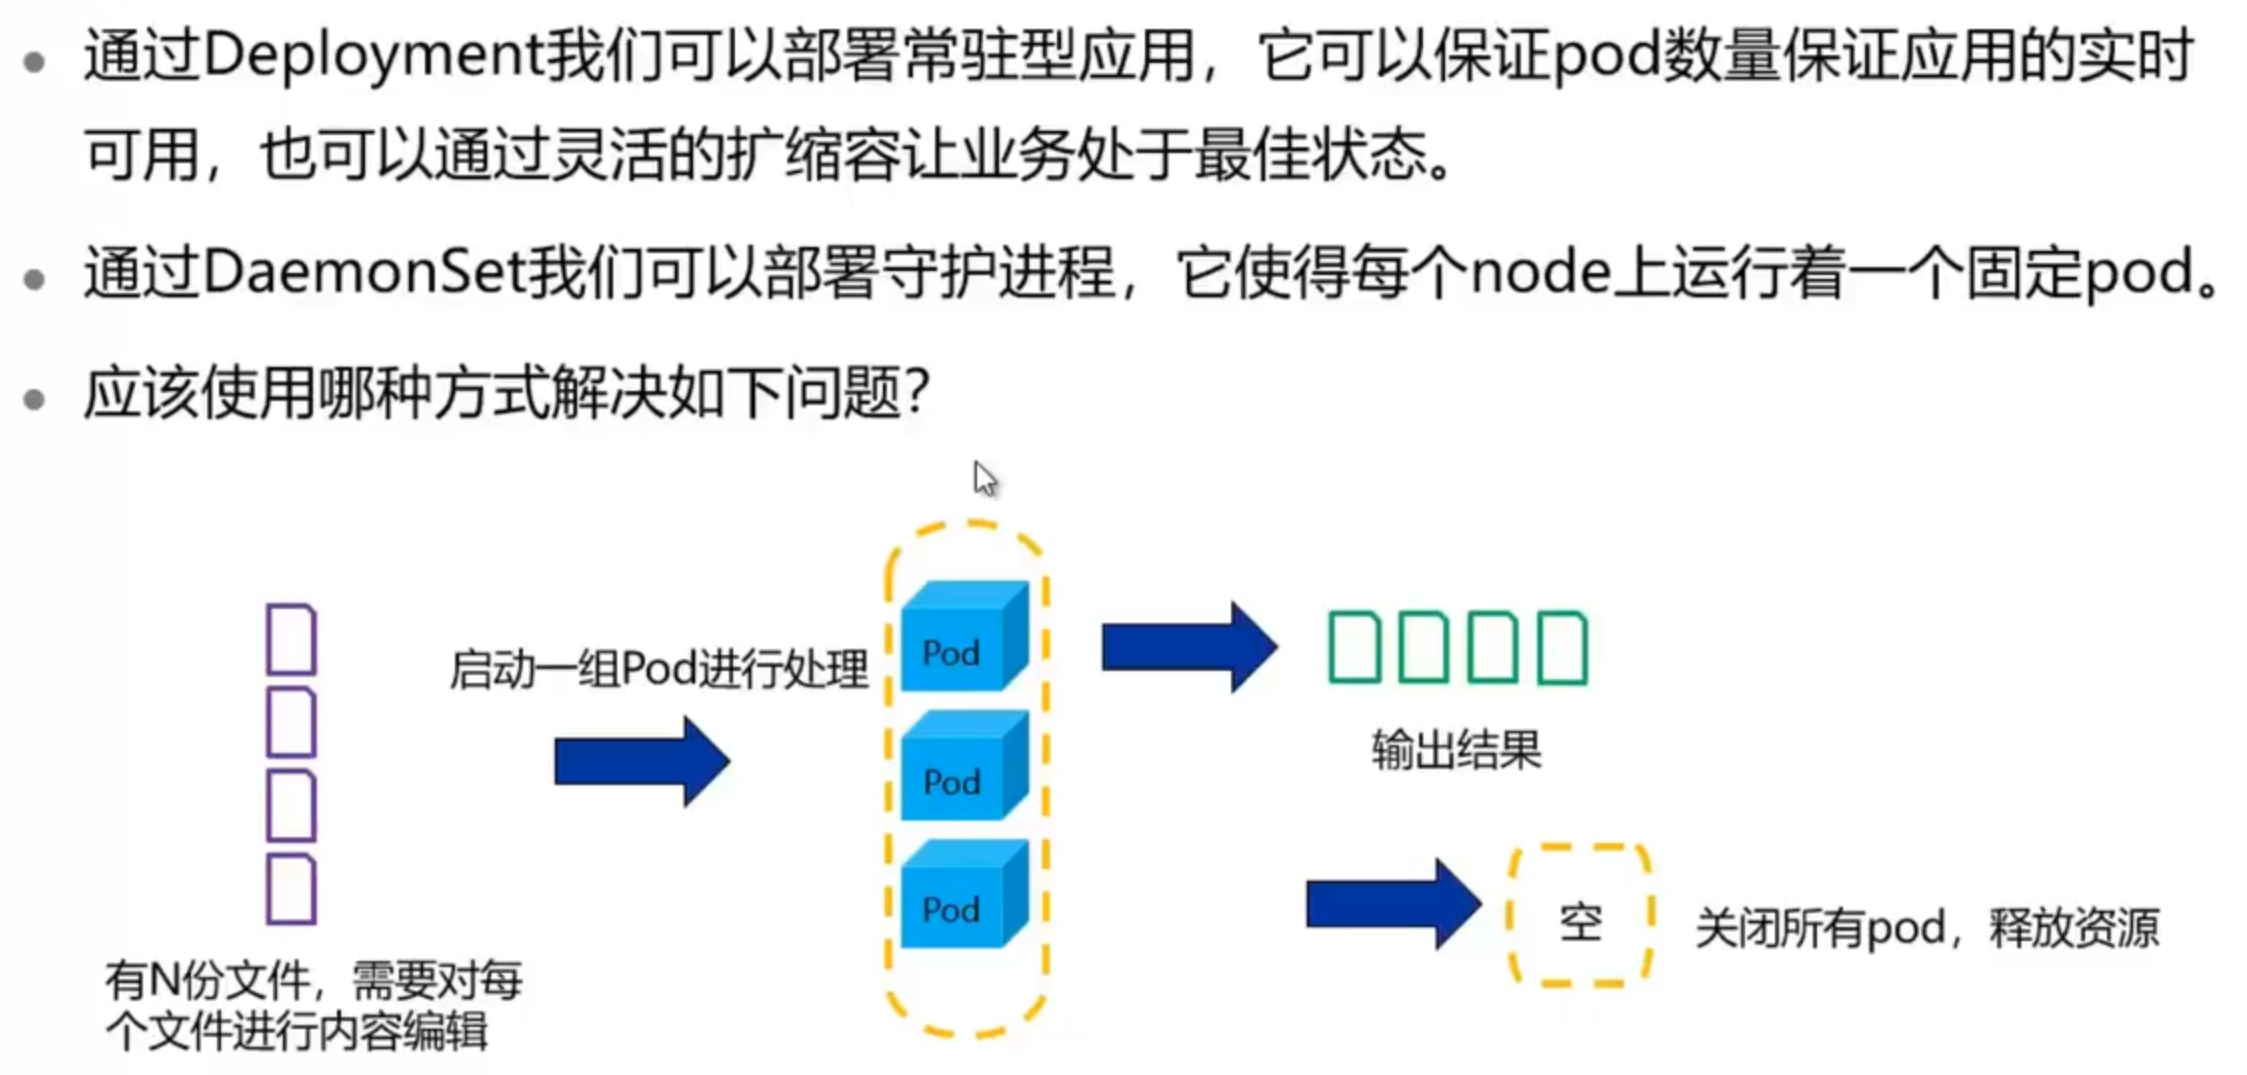 通过Deployment我们可以部署常驻型应用，它可以保证pod数量保证应用的实时
可用，也可以通过灵活的扩缩容让业务处于最佳状态。
通过DaemonSet我们可以部署守护进程，它使得每个node上运行着一个固定pod。
应该使用哪种方式解决如下问题？
启动一组Pod进行处理
Pod
Pod
Pod
输出结果
空
关闭所有pod，释放资源
有N份文件，需要对每
个文件进行内容编辑